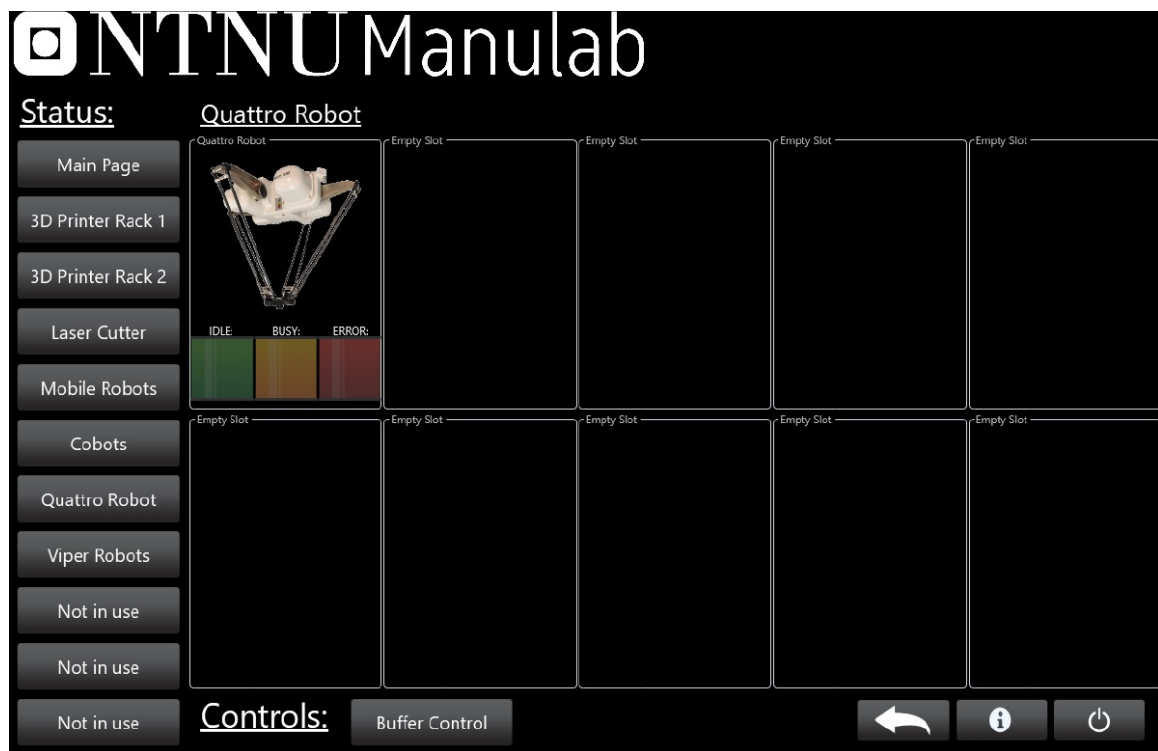 NTNU Manulab
Status:
Quattro Robot
Main Page
3D Printer Rack 1
3D Printer Rack 2
Laser Cutter
Mobile Robots
Cobots
Quattro Robot
Viper Robots
Not in use
Not in use
Not in use
Quattro Robot
Empty Slot
Empty Slot
Empty Slot
Empty Slot
IDLE: BUSY: ERROR:
Empty Slot
Empty Slot
Empty Slot
Empty Slot
Empty Slot
Controls:
Buffer Control